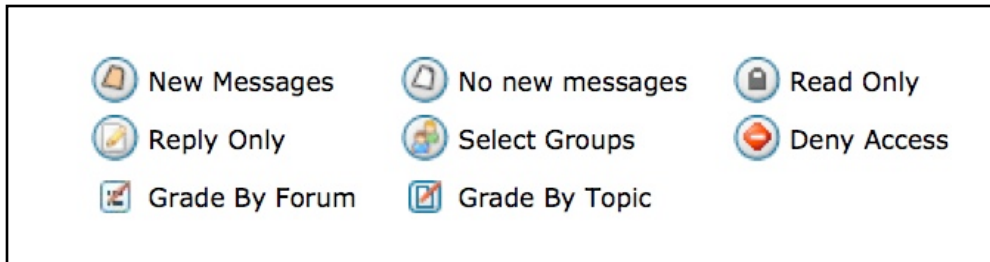 New Messages No new messages Read Only
Reply Only Select Groups Deny Access
Grade By Forum Grade By Topic